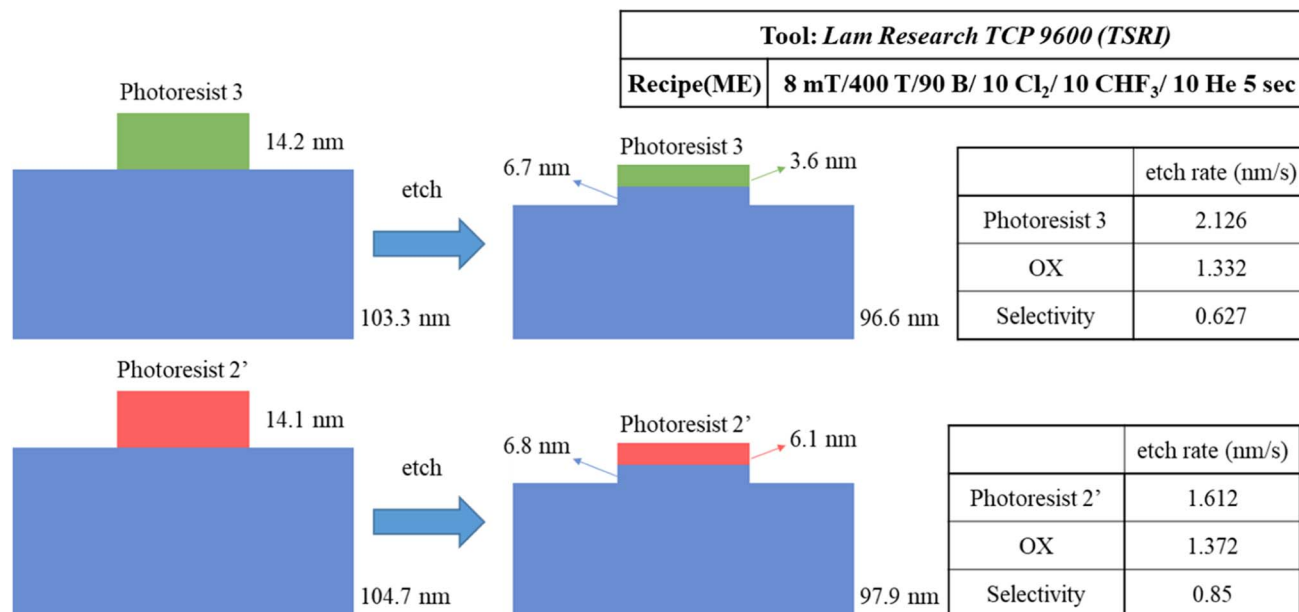 Tool: Lam Research TCP 9600 (TSRI)
Recipe(ME) 8 mT/400 T/90 B/ 10 Cl₂/ 10 CHF₃/ 10 He 5 sec
Photoresist 3
14.2 nm
103.3 nm
etch
Photoresist 3
6.7 nm
3.6 nm
96.6 nm
etch rate (nm/s)
Photoresist 3 2.126
OX 1.332
Selectivity 0.627
Photoresist 2’
14.1 nm
104.7 nm
etch
Photoresist 2’
6.8 nm
6.1 nm
97.9 nm
etch rate (nm/s)
Photoresist 2’ 1.612
OX 1.372
Selectivity 0.85